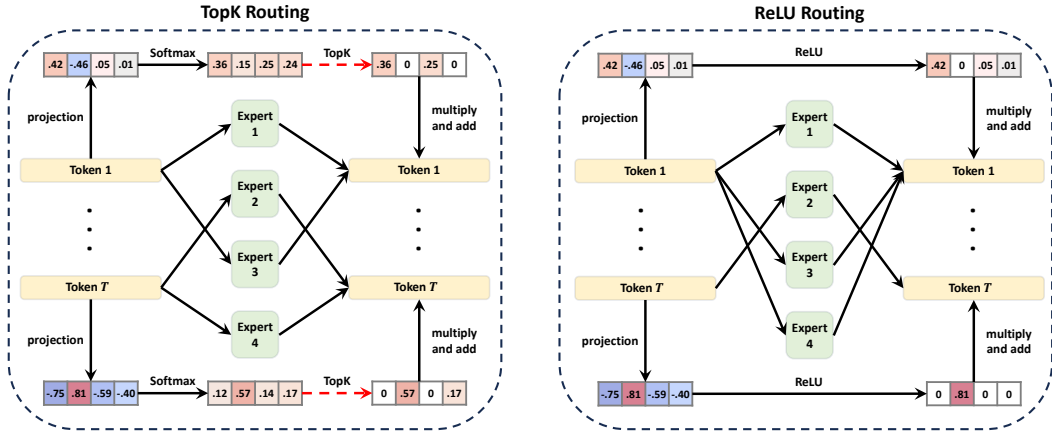 TopK Routing
.42 -.46 .05 .01
Softmax
.36 .15 .25 .24
TopK
.36 0 .25 0
projection
multiply
and add
Expert
1
Token 1
Token 1
Expert
2
Expert
3
Token T
Token T
Expert
4
projection
multiply
and add
-.75 .81 -.59 -.40
Softmax
.12 .57 .14 .17
TopK
0 .57 0 .17
ReLU Routing
.42 -.46 .05 .01
ReLU
.42 0 .05 .01
projection
multiply
and add
Expert
1
Token 1
Token 1
Expert
2
Expert
3
Token T
Token T
Expert
4
projection
multiply
and add
-.75 .81 -.59 -.40
ReLU
0 .81 0 0